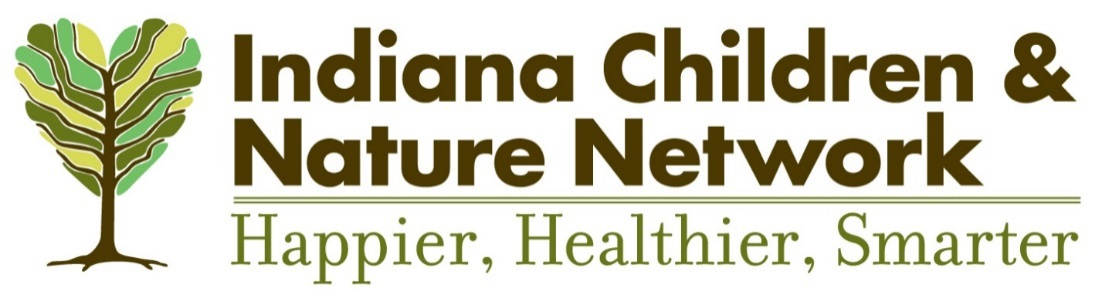 Indiana Children &
Nature Network
Happier, Healthier, Smarter